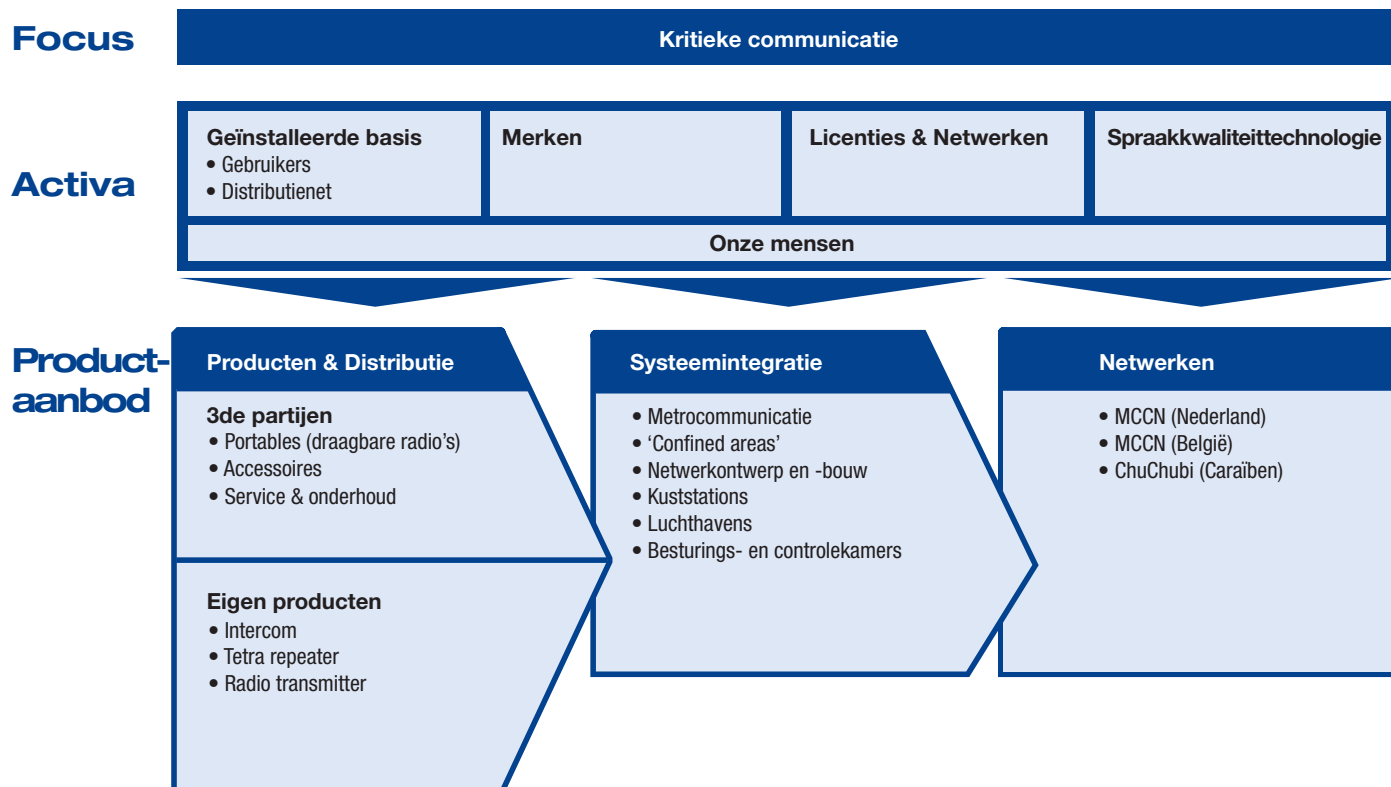 Focus
Kritieke communicatie
Activa
Geïnstalleerde basis
• Gebruikers
• Distributienet
Merken
Licenties & Netwerken
Spraakkwaliteittechnologie
Onze mensen
Product-
aanbod
Producten & Distributie
3de partijen
• Portables (draagbare radio's)
• Accessoires
• Service & onderhoud
Eigen producten
• Intercom
• Tetra repeater
• Radio transmitter
Systeemintegratie
• Metrocommunicatie
• 'Confined areas'
• Netwerkontwerp en -bouw
• Kuststations
• Luchthavens
• Besturings- en controlekamers
Netwerken
• MCCN (Nederland)
• MCCN (België)
• ChuChubi (Caraïben)